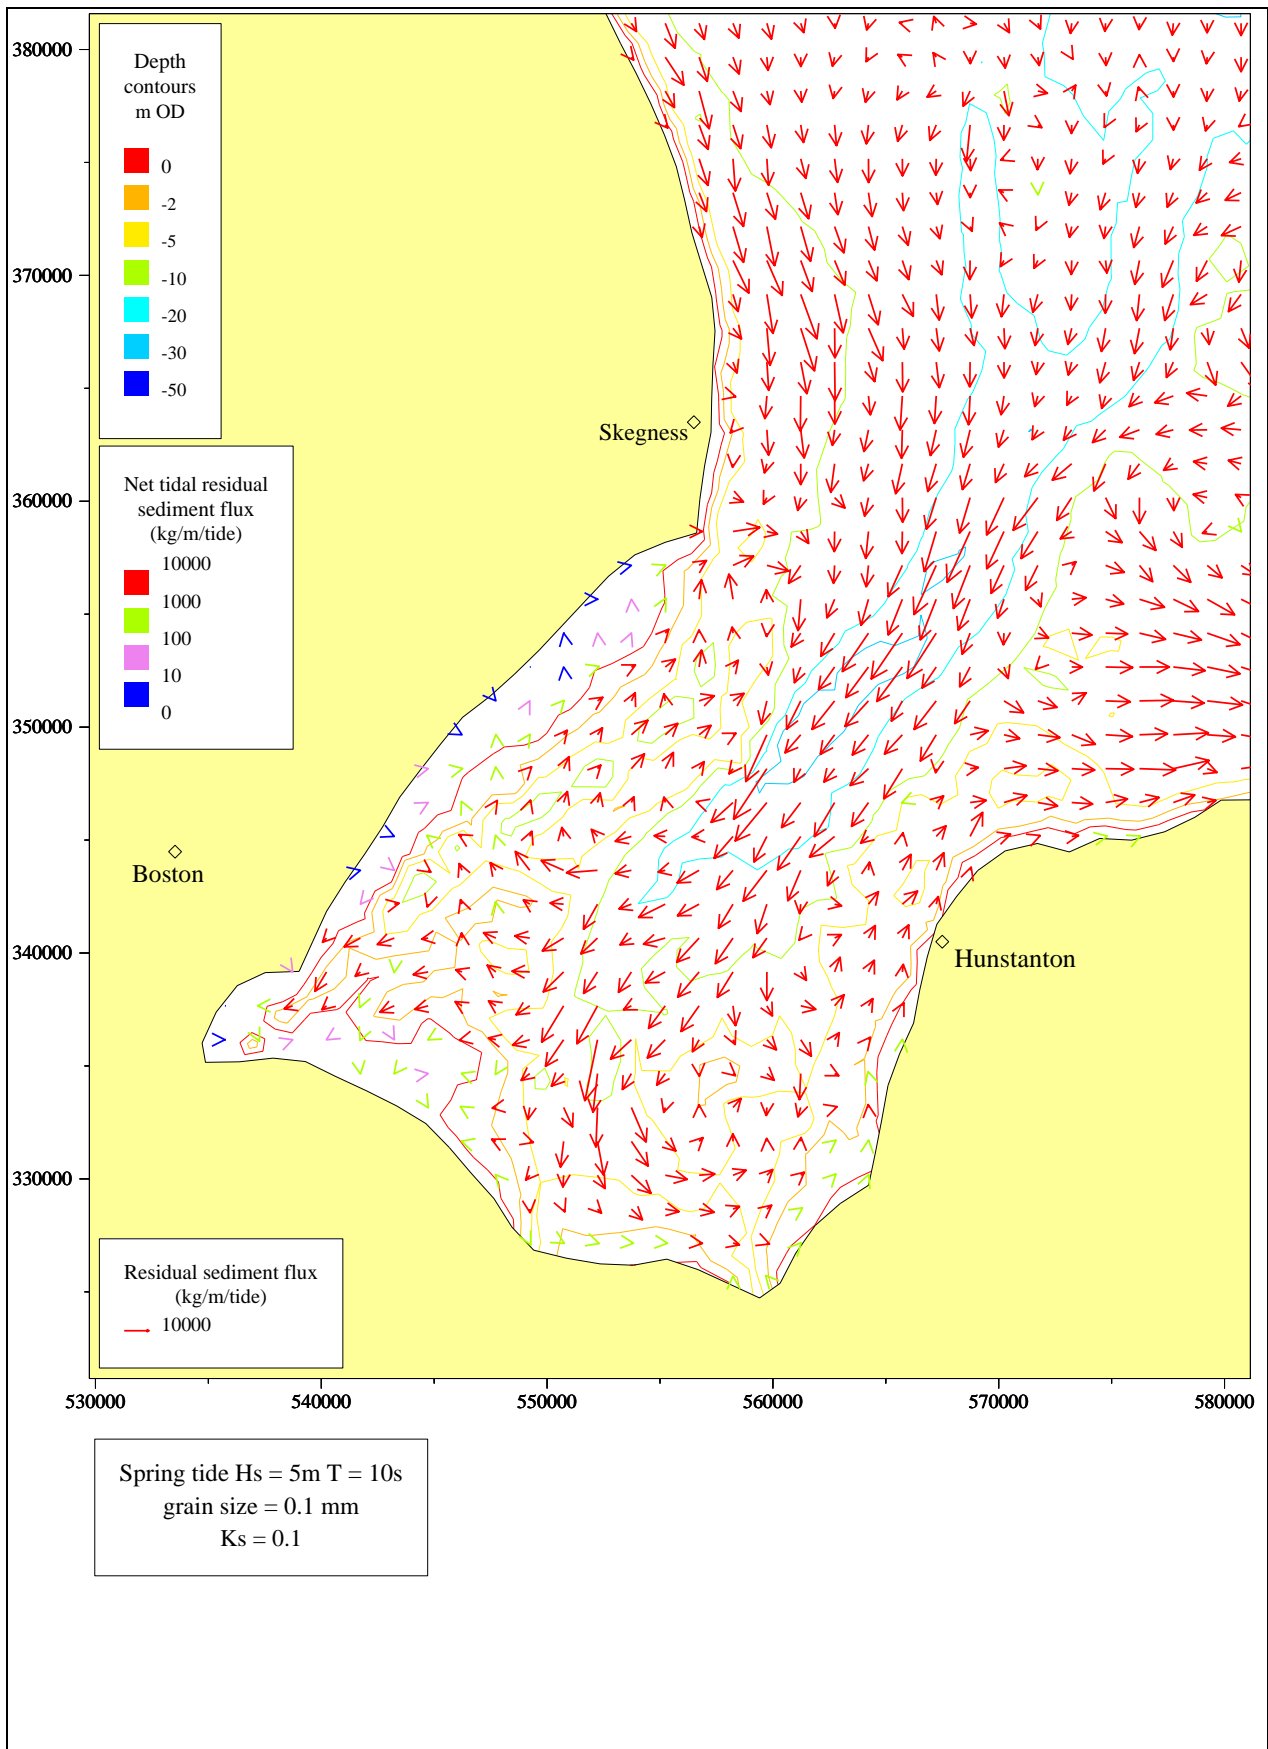 380000
370000
360000
350000
340000
330000
Depth
contours
m OD
0
-2
-5
-10
-20
-30
-50
Net tidal residual
sediment flux
(kg/m/tide)
10000
1000
100
10
0
Skegness
Boston
Hunstanton
Residual sediment flux
(kg/m/tide)
10000
530000 540000 550000 560000 570000 580000
Spring tide Hs = 5m T = 10s
grain size = 0.1 mm
Ks = 0.1